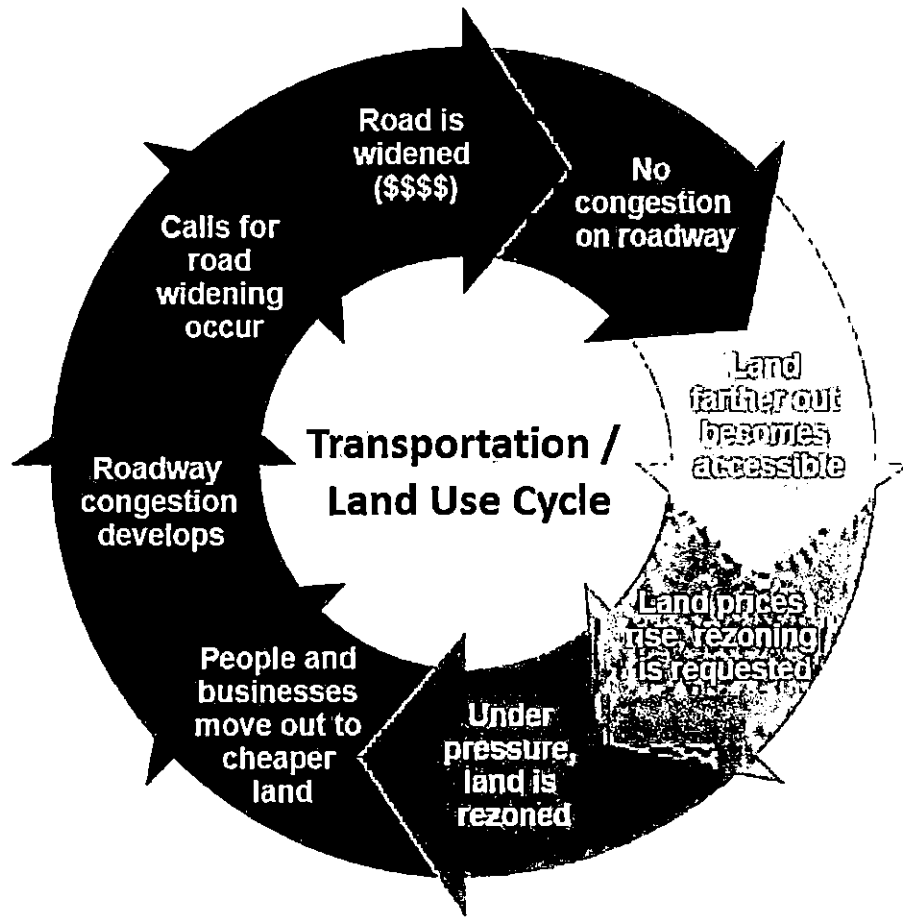 Road is
widened
($$$$)
No
congestion
on roadway
Land
farther out
becomes
accessible
Land prices
rise, rezoning
is requested
Under
pressure,
land is
rezoned
People and
businesses
move out to
cheaper
land
Roadway
congestion
develops
Calls for
road
widening
occur
Transportation /
Land Use Cycle